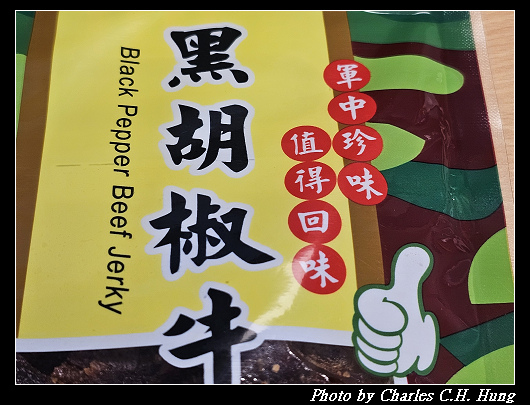 軍中珍味
值得回味
黑胡椒牛
Black Pepper Beef Jerky
Photo by Charles C.H. Hung